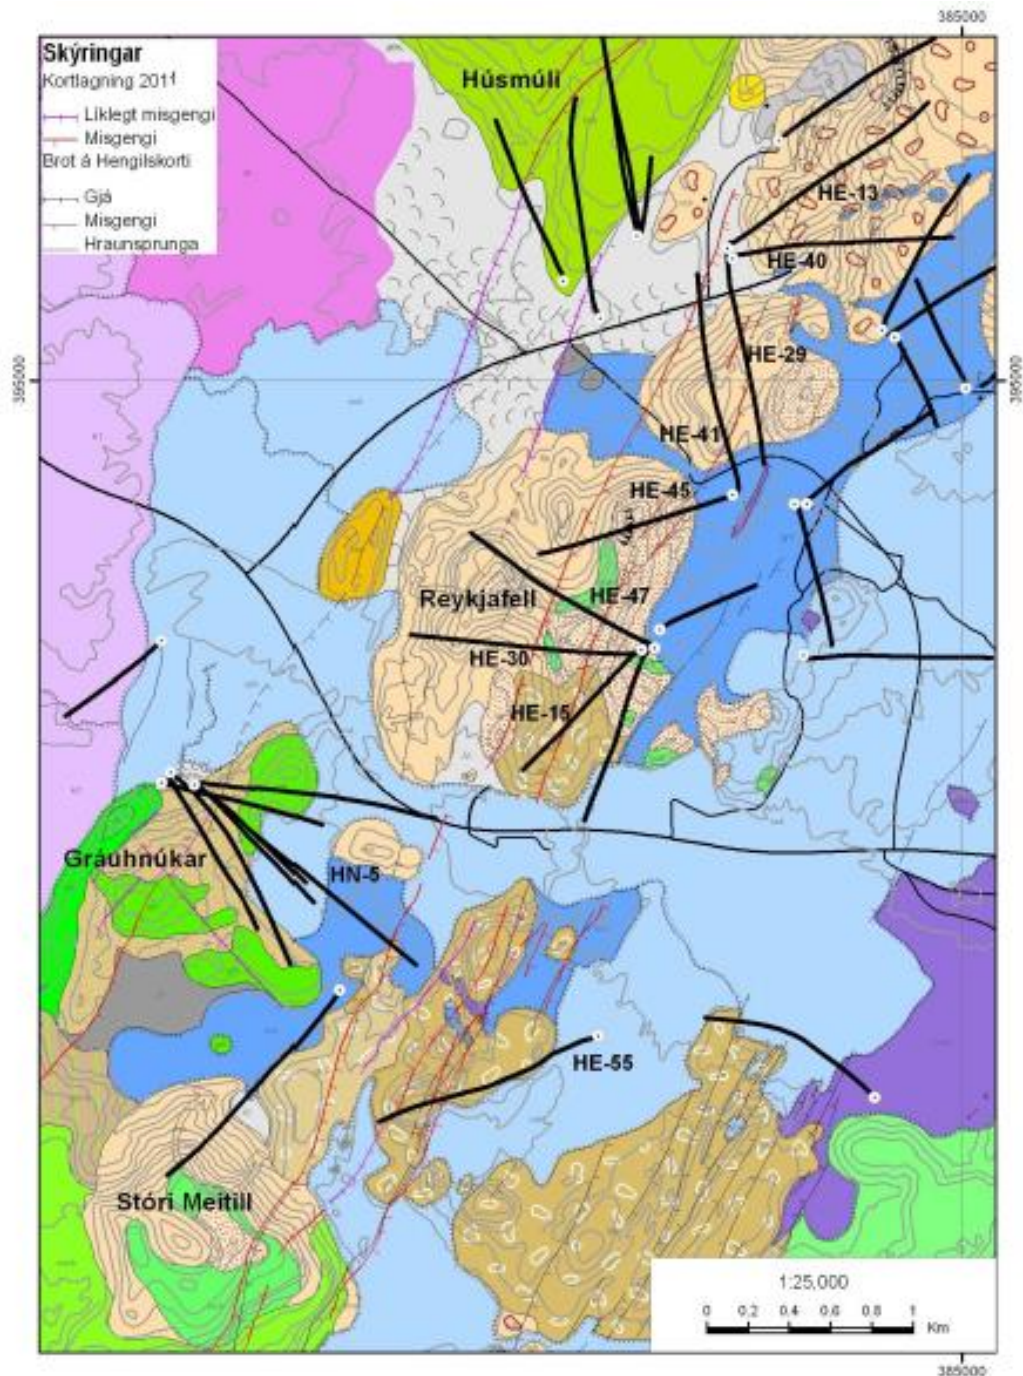 385000
Skýringar
Kortlagning 2011
Líklegt misgengi
Misgengi
Brot á Hengilskorti
Gjá
Misgengi
Hraunsprunga
Húsmúli
HE-13
HE-40
HE-29
395000
395000
HE-41
HE-45
HE-47
Reykjafell
HE-30
HE-15
Gráuhnúkar
HN-5
HE-55
Stóri Meitill
1:25,000
0 0.2 0.4 0.6 0.8 1
Km
385000